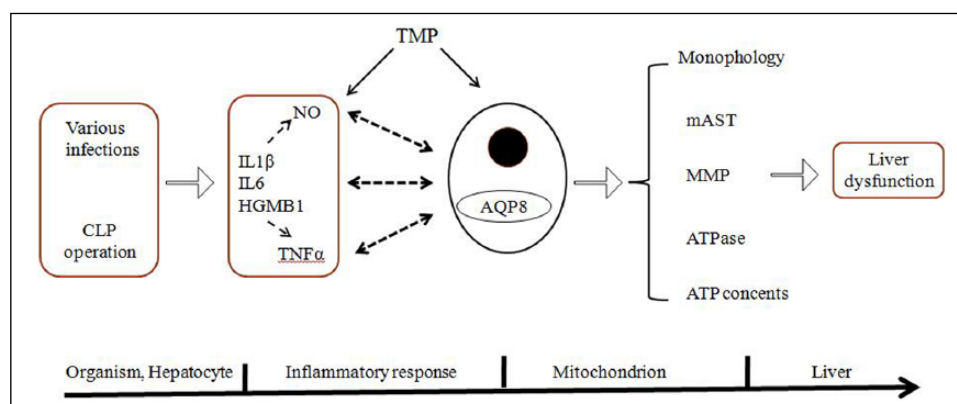 TMP
Various
infections
CLP
operation
NO
IL1β
IL6
HGMB1
TNFα
AQP8
Monophology
mAST
MMP
ATPase
ATP concents
Liver
dysfunction
Organism, Hepatocyte
Inflammatory response
Mitochondrion
Liver